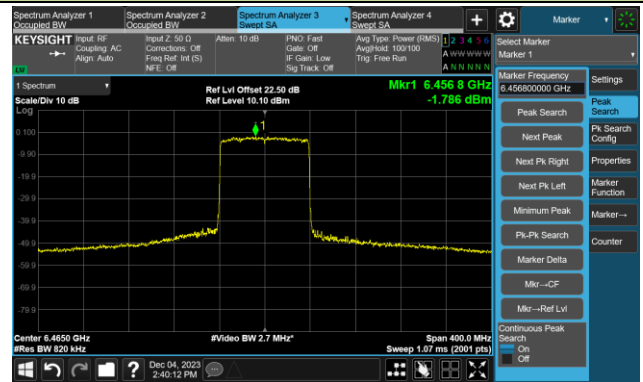 Spectrum Analyzer 1
Occupied BW
Spectrum Analyzer 2
Occupied BW
Spectrum Analyzer 3
Swept SA
Spectrum Analyzer 4
Swept SA
+
Marker
KEYSIGHT
Input: RF
Coupling: AC
Align: Auto
Input Z: 50 Ω
Corrections: Off
Freq Ref: Int (S)
NFE: Off
Atten: 10 dB
PNO: Fast
Gate: Off
IF Gain: Low
Sig Track: Off
Avg Type: Power (RMS)
Avg|Hold: 100/100
Trig: Free Run
1 2 3 4 5 6
A W W W W W
A N N N N N
Select Marker
Marker 1
1 Spectrum
Scale/Div 10 dB
Log
Ref Lvl Offset 22.50 dB
Ref Level 10.10 dBm
Mkr1 6.456 8 GHz
-1.786 dBm
1
0.100
-9.90
-19.9
-29.9
-39.9
-49.9
-59.9
-69.9
-79.9
Center 6.4650 GHz
#Res BW 820 kHz
#Video BW 2.7 MHz*
Span 400.0 MHz
Sweep 1.07 ms (2001 pts)
Marker Frequency
6.456800000 GHz
Peak Search
Next Peak
Next Pk Right
Next Pk Left
Minimum Peak
Pk-Pk Search
Marker Delta
Mkr→CF
Mkr→Ref Lvl
Continuous Peak
Search
On
Off
Settings
Peak
Search
Pk Search
Config
Properties
Marker
Function
Marker→
Counter
?
Dec 04, 2023
2:40:12 PM